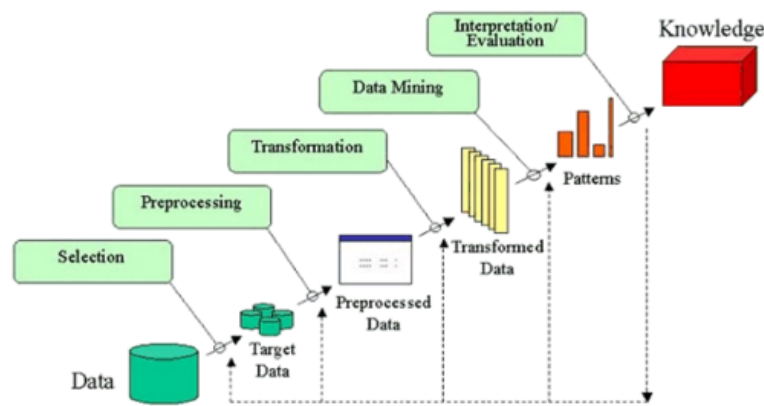 Interpretation/
Evaluation
Knowledge
Data Mining
Transformation
Patterns
Preprocessing
Transformed
Data
Selection
Preprocessed
Data
Target
Data
Data